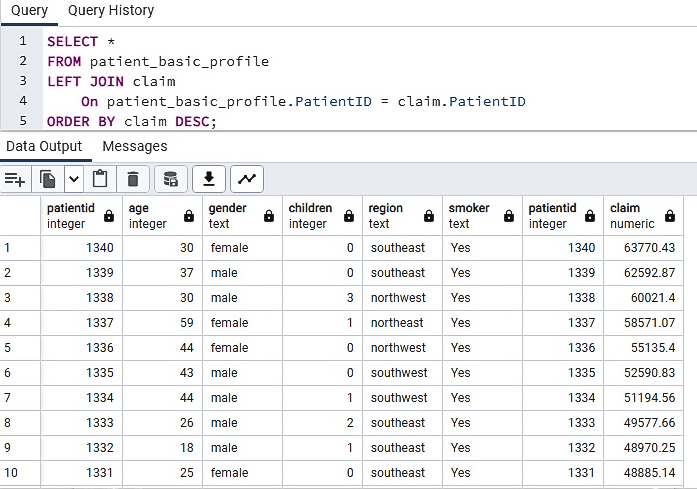 Query Query History
1 SELECT *
2 FROM patient_basic_profile
3 LEFT JOIN claim
4 On patient_basic_profile.PatientID = claim.PatientID
5 ORDER BY claim DESC;
Data Output Messages
patientid age gender children region smoker patientid claim
integer integer text integer text text integer numeric
1 1340 30 female 0 southeast Yes 1340 63770.43
2 1339 37 male 0 southeast Yes 1339 62592.87
3 1338 30 male 3 northwest Yes 1338 60021.4
4 1337 59 female 1 northeast Yes 1337 58571.07
5 1336 44 female 0 northwest Yes 1336 55135.4
6 1335 43 male 0 southwest Yes 1335 52590.83
7 1334 44 male 1 southwest Yes 1334 51194.56
8 1333 26 male 2 southeast Yes 1333 49577.66
9 1332 18 male 1 southeast Yes 1332 48970.25
10 1331 25 female 0 southeast Yes 1331 48885.14